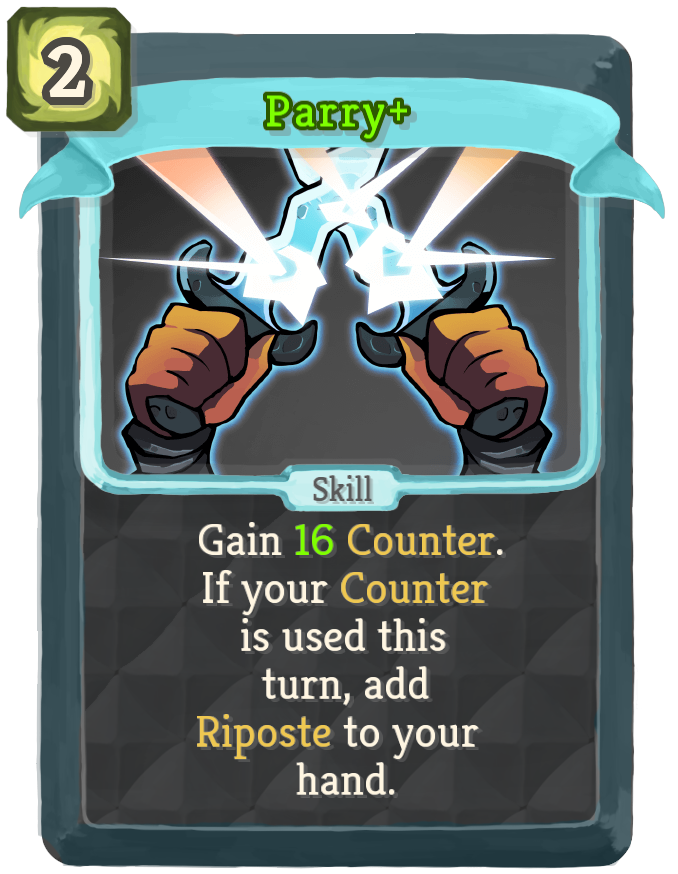 2
Parry+
Skill
Gain 16 Counter.
If your Counter
is used this
turn, add
Riposte to your
hand.